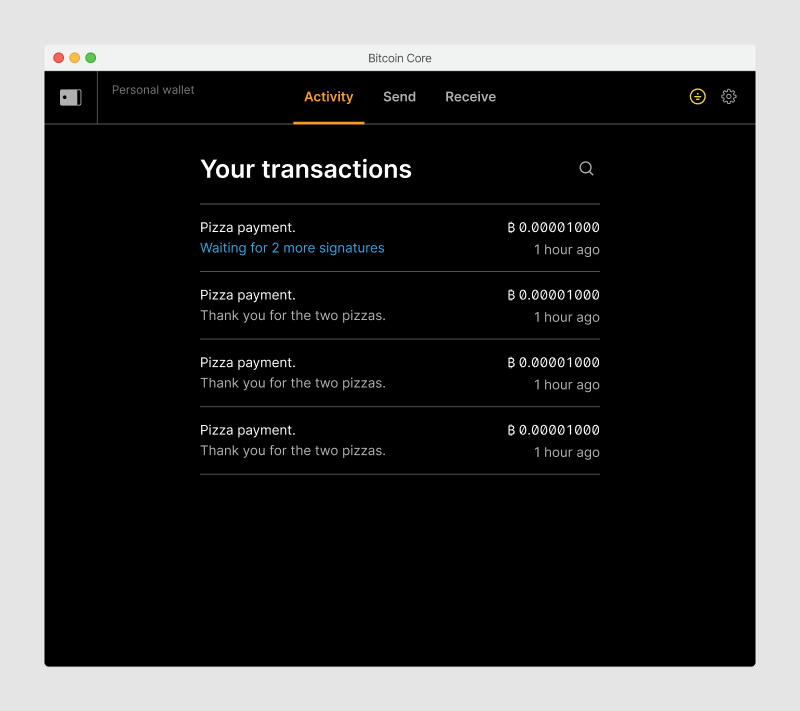 Bitcoin Core
Personal wallet
Activity Send Receive
Your transactions
Pizza payment. ₿ 0.00001000
Waiting for 2 more signatures 1 hour ago
Pizza payment. ₿ 0.00001000
Thank you for the two pizzas. 1 hour ago
Pizza payment. ₿ 0.00001000
Thank you for the two pizzas. 1 hour ago
Pizza payment. ₿ 0.00001000
Thank you for the two pizzas. 1 hour ago